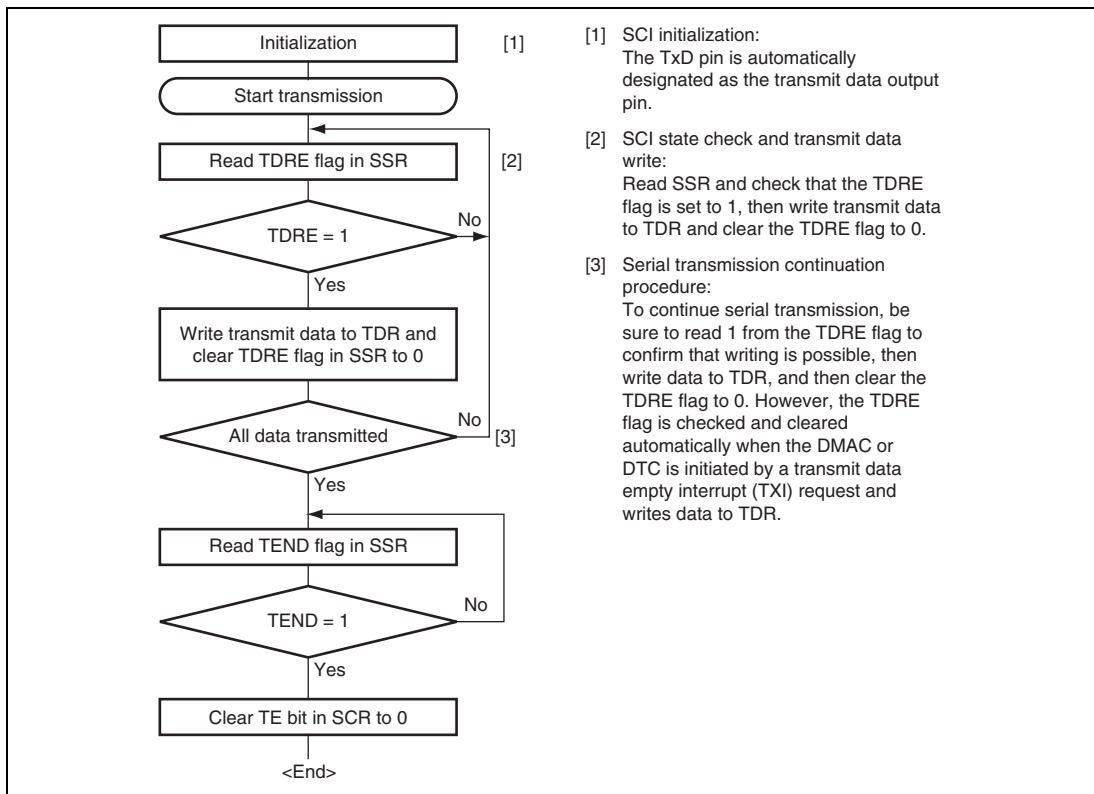 Initialization [1]
Start transmission
Read TDRE flag in SSR [2]
TDRE = 1
No
Yes
Write transmit data to TDR and
clear TDRE flag in SSR to 0
All data transmitted
No
[3]
Yes
Read TEND flag in SSR
TEND = 1
No
Yes
Clear TE bit in SCR to 0
<End>
[1] SCI initialization:
The TxD pin is automatically
designated as the transmit data output
pin.
[2] SCI state check and transmit data
write:
Read SSR and check that the TDRE
flag is set to 1, then write transmit data
to TDR and clear the TDRE flag to 0.
[3] Serial transmission continuation
procedure:
To continue serial transmission, be
sure to read 1 from the TDRE flag to
confirm that writing is possible, then
write data to TDR, and then clear the
TDRE flag to 0. However, the TDRE
flag is checked and cleared
automatically when the DMAC or
DTC is initiated by a transmit data
empty interrupt (TXI) request and
writes data to TDR.